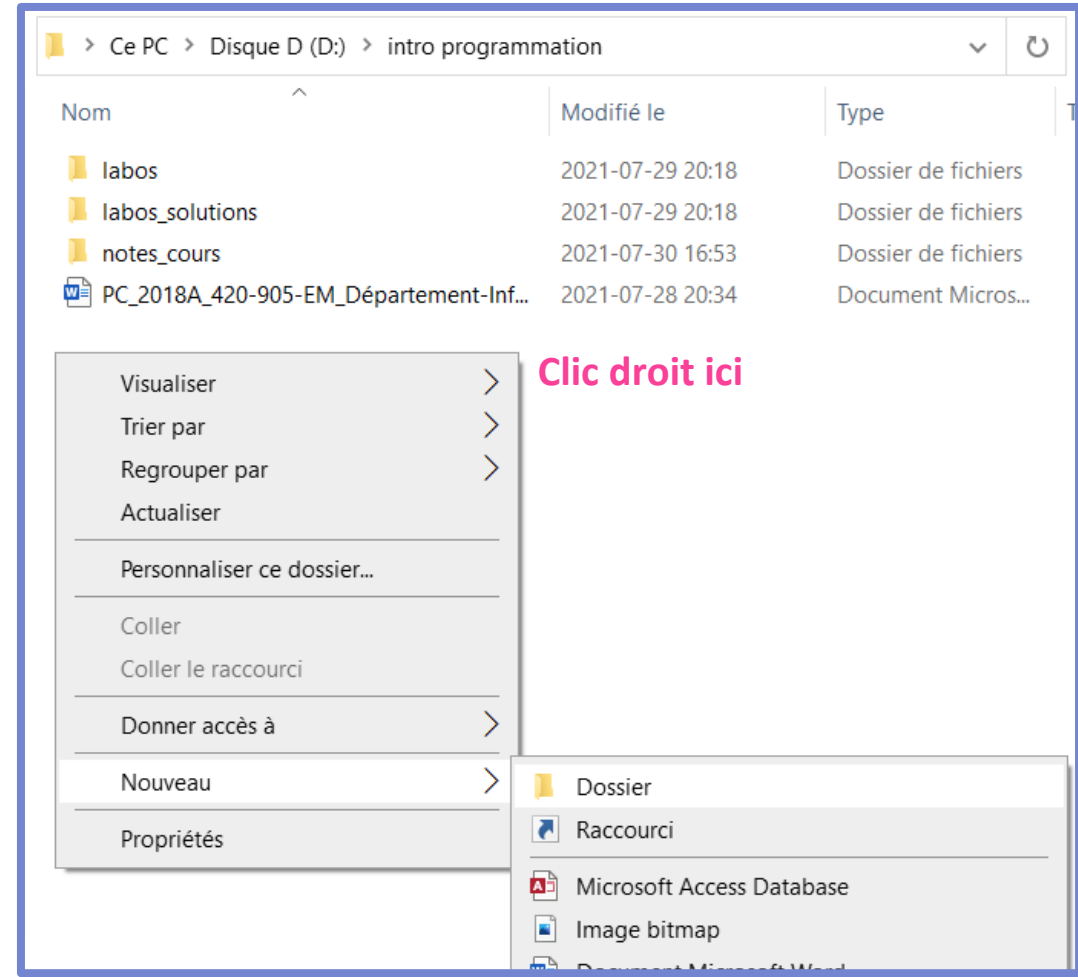 Ce PC > Disque D (D:) > intro programmation
Nom Modifié le Type T
labos 2021-07-29 20:18 Dossier de fichiers
labos_solutions 2021-07-29 20:18 Dossier de fichiers
notes_cours 2021-07-30 16:53 Dossier de fichiers
PC_2018A_420-905-EM_Département-Inf... 2021-07-28 20:34 Document Micros...
Clic droit ici
Visualiser
Trier par
Regrouper par
Actualiser
Personnaliser ce dossier...
Coller
Coller le raccourci
Donner accès à
Nouveau
Propriétés
Dossier
Raccourci
Microsoft Access Database
Image bitmap
Document Microsoft Word